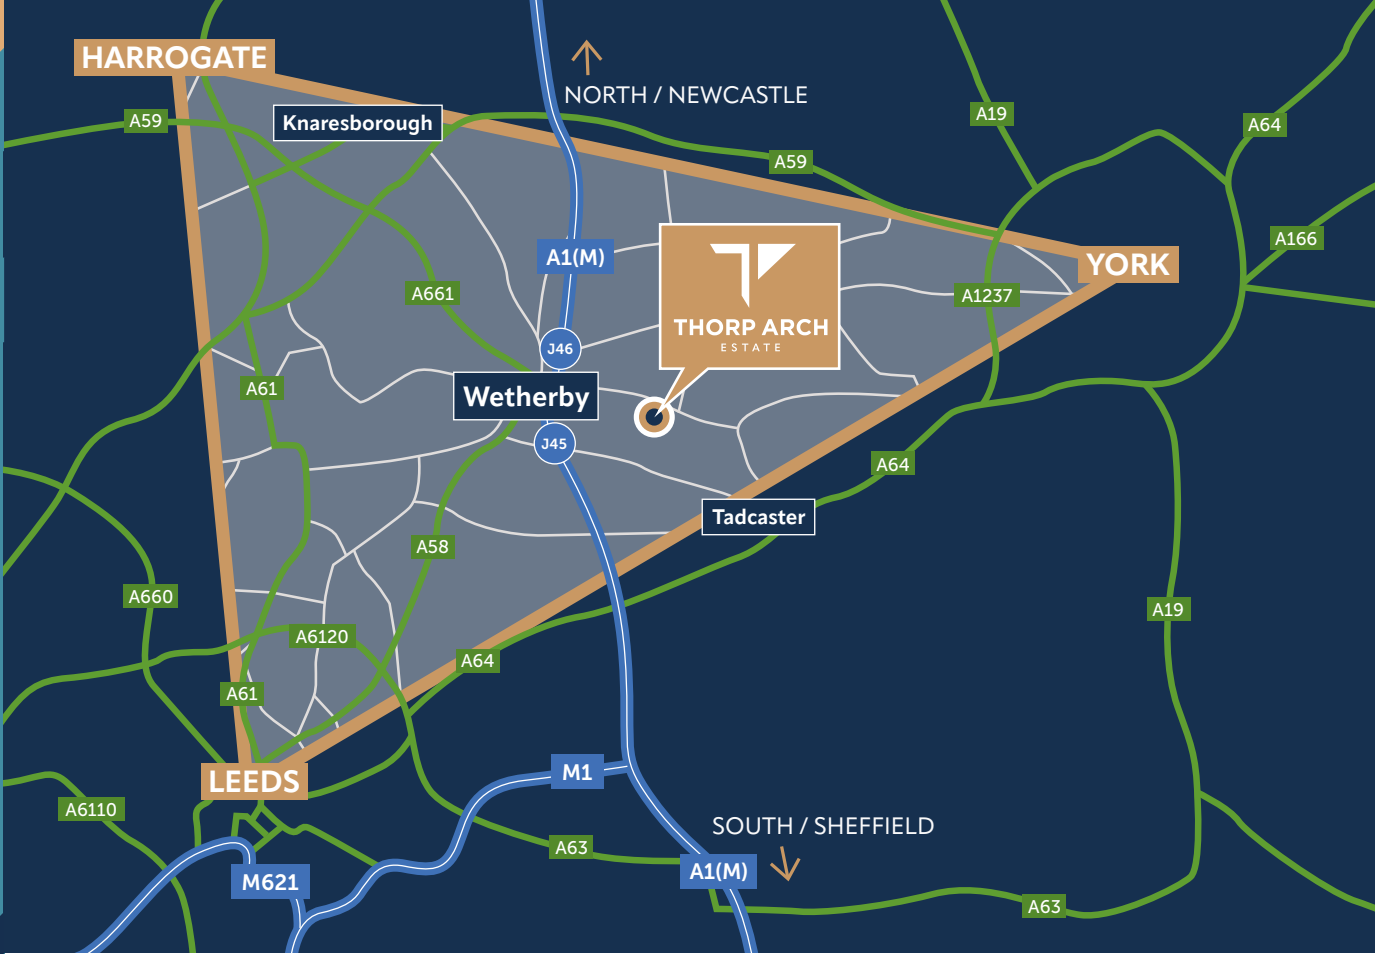 HARROGATE
NORTH / NEWCASTLE
A19
A59
Knaresborough
A64
A59
A166
A1(M)
YORK
A661
A1237
THORP ARCH
ESTATE
J46
A61
Wetherby
J45
A64
Tadcaster
A58
A660
A19
A6120
A64
A61
M1
LEEDS
A6110
SOUTH / SHEFFIELD
A63
A1(M)
M621
A63